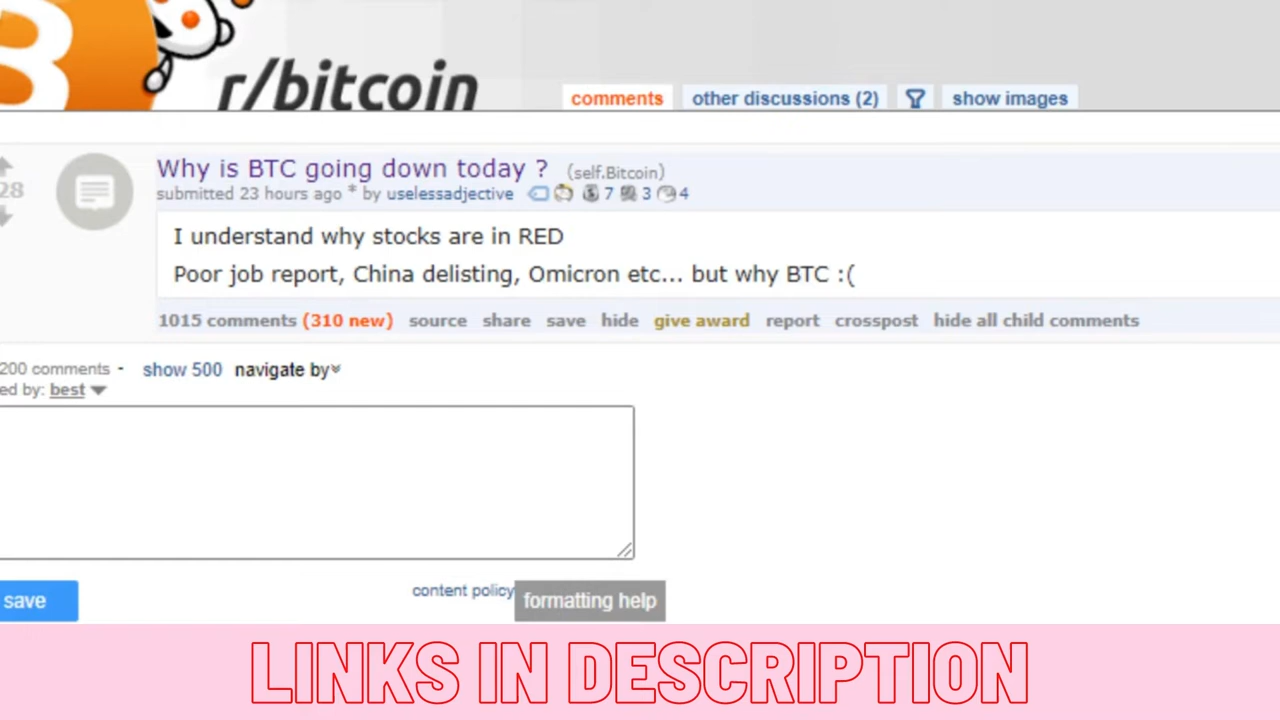 r/bitcoin
comments other discussions (2) show images
Why is BTC going down today ? (self.Bitcoin)
28
submitted 23 hours ago * by uselessadjective 7 3 4
I understand why stocks are in RED
Poor job report, China delisting, Omicron etc... but why BTC :(
1015 comments (310 new) source share save hide give award report crosspost hide all child comments
200 comments - show 500 navigate by
ed by: best
content policy
save formatting help
LINKS IN DESCRIPTION